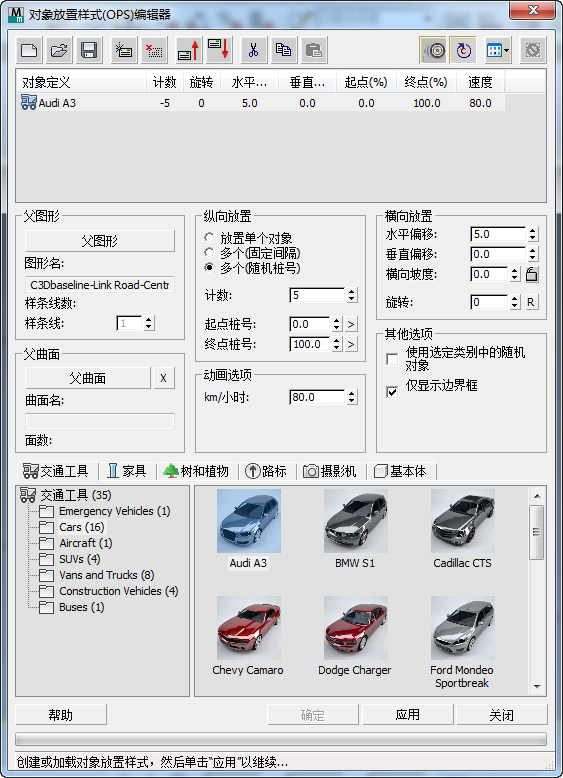 对象放置样式(OPS)编辑器
对象定义 计数 旋转 水平... 垂直... 起点(%) 终点(%) 速度
Audi A3 -5 0 5.0 0.0 0.0 100.0 80.0
父图形
父图形
图形名:
C3Dbaseline-Link Road-Centr
样条线数:
样条线: 1
父曲面
父曲面 X
曲面名:
面数:
纵向放置
放置单个对象
多个(固定间隔)
多个(随机桩号)
计数: 5
起点桩号: 0.0 >
终点桩号: 100.0 >
动画选项
km/小时: 80.0
横向放置
水平偏移: 5.0
垂直偏移: 0.0
横向坡度: 0.0
旋转: 0 R
其他选项
使用选定类别中的随机
对象
仅显示边界框
交通工具 家具 树和植物 路标 摄影机 基本体
交通工具 (35)
Emergency Vehicles (1)
Cars (16)
Aircraft (1)
SUVs (4)
Vans and Trucks (8)
Construction Vehicles (4)
Buses (1)
Audi A3 BMW S1 Cadillac CTS
Chevy Camaro Dodge Charger Ford Mondeo
Sportbreak
帮助 确定 应用 关闭
创建或加载对象放置样式，然后单击“应用”以继续...